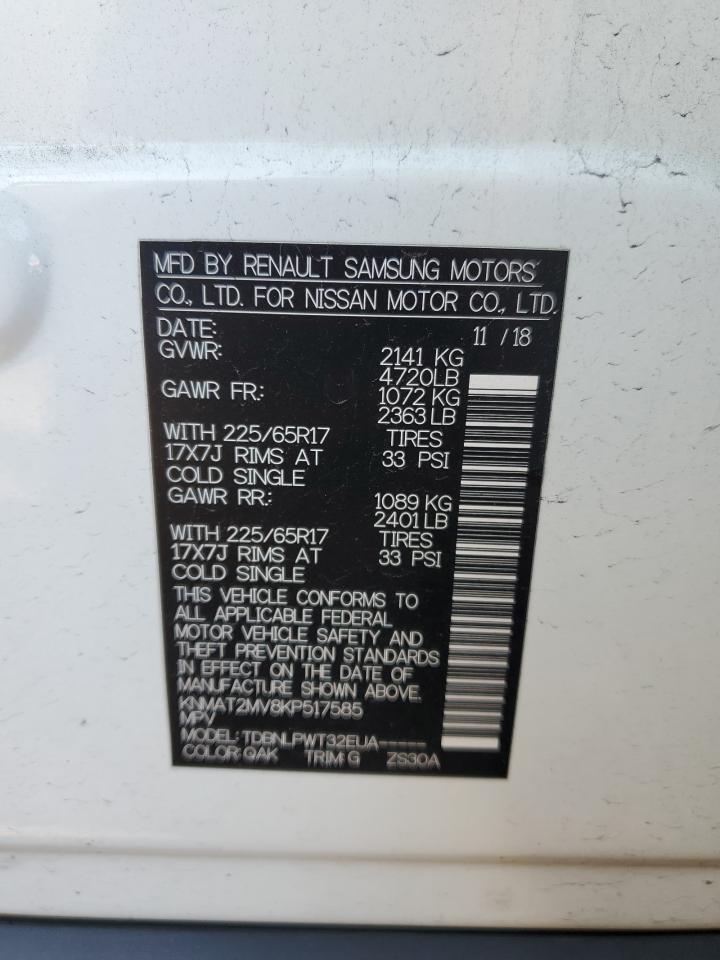 MFD BY RENAULT SAMSUNG MOTORS
CO., LTD. FOR NISSAN MOTOR CO., LTD.
DATE: 11 / 18
GVWR: 2141 KG
4720LB
GAWR FR: 1072 KG
2363 LB
WITH 225/65R17 TIRES
17X7J RIMS AT 33 PSI
COLD SINGLE
GAWR RR: 1089 KG
2401 LB
WITH 225/65R17 TIRES
17X7J RIMS AT 33 PSI
COLD SINGLE
THIS VEHICLE CONFORMS TO
ALL APPLICABLE FEDERAL
MOTOR VEHICLE SAFETY AND
THEFT PREVENTION STANDARDS
IN EFFECT ON THE DATE OF
MANUFACTURE SHOWN ABOVE.
KNMAT2MV8KP517585
MPV
MODEL: TDBNLPWT32EUA-----
COLOR: QAK TRIM: G ZS30A